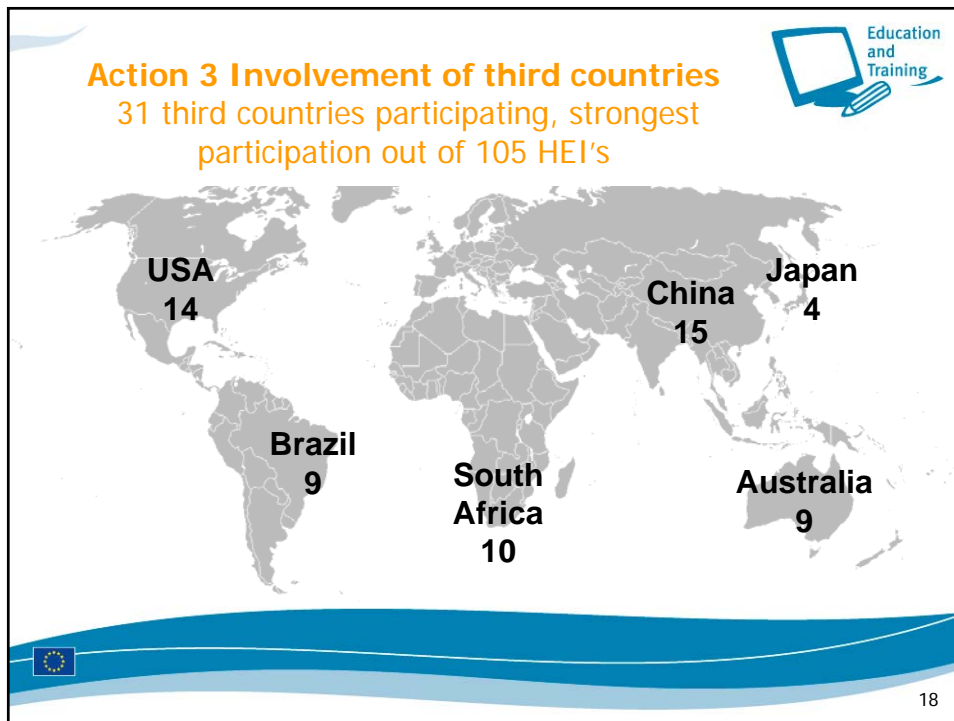 Education
and
Training
Action 3 Involvement of third countries
31 third countries participating, strongest
participation out of 105 HEI's
USA
14
China
15
Japan
4
Brazil
9
South
Africa
10
Australia
9
18